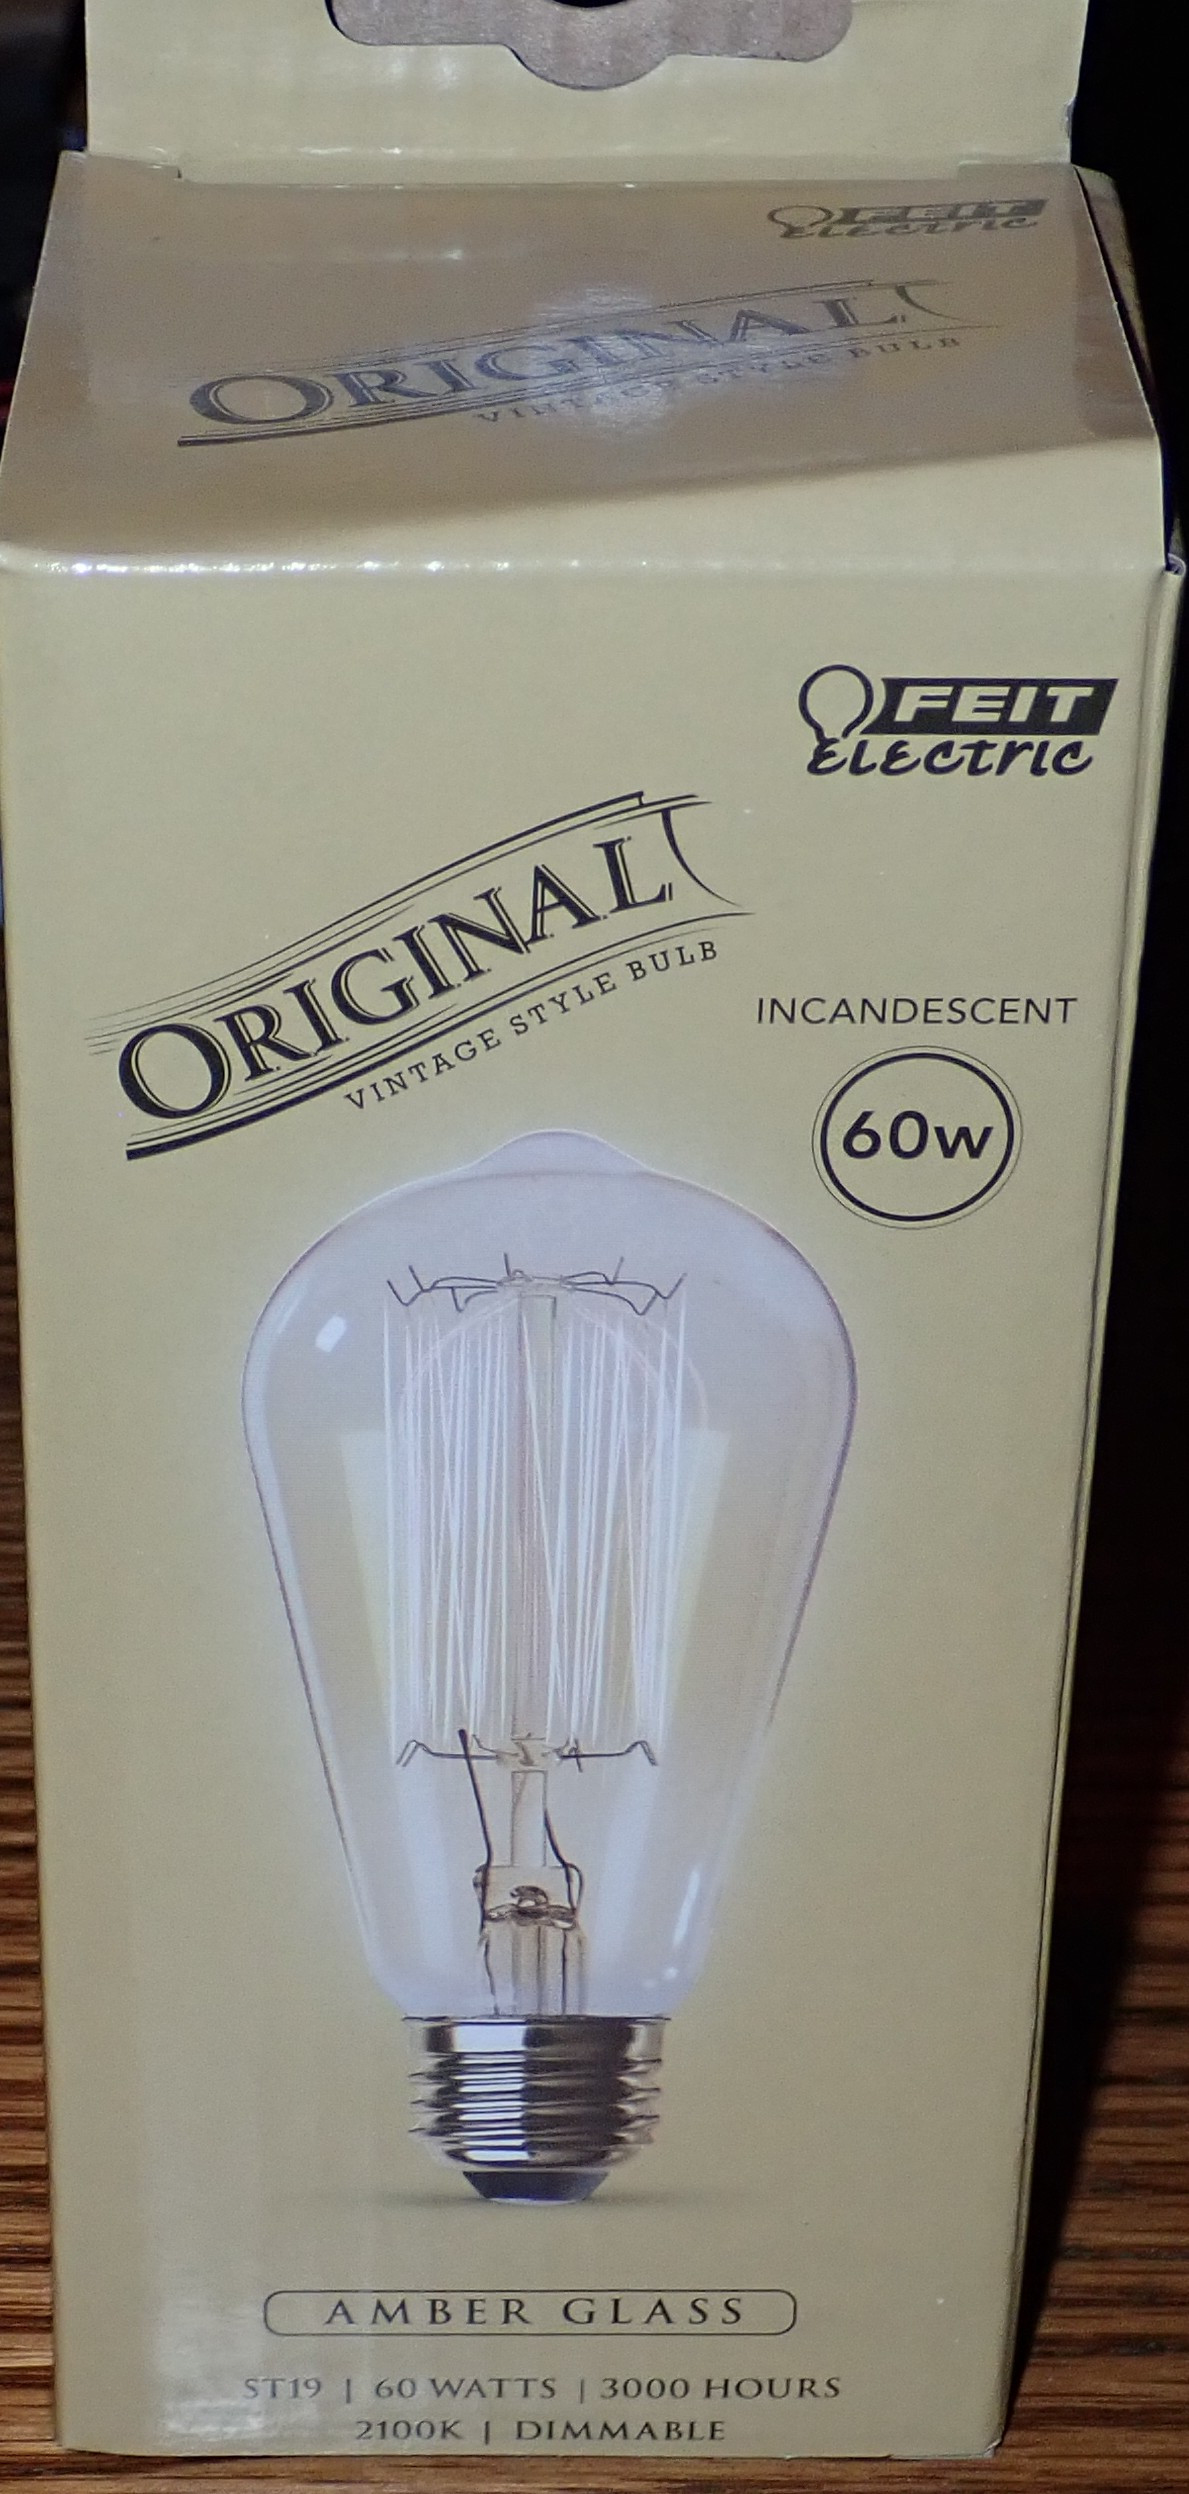 FEIT
Electric
ORIGINAL
VINTAGE STYLE BULB
FEIT
Electric
ORIGINAL
VINTAGE STYLE BULB
INCANDESCENT
60w
AMBER GLASS
ST19 | 60 WATTS | 3000 HOURS
2100K | DIMMABLE